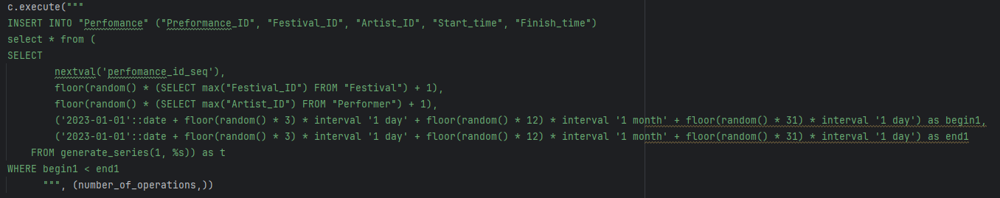 c.execute("""
INSERT INTO "Perfomance" ("Preformance_ID", "Festival_ID", "Artist_ID", "Start_time", "Finish_time")
select * from (
SELECT
nextval('perfomance_id_seq'),
floor(random() * (SELECT max("Festival_ID") FROM "Festival") + 1),
floor(random() * (SELECT max("Artist_ID") FROM "Performer") + 1),
('2023-01-01'::date + floor(random() * 3) * interval '1 day' + floor(random() * 12) * interval '1 month' + floor(random() * 31) * interval '1 day') as begin1,
('2023-01-01'::date + floor(random() * 3) * interval '1 day' + floor(random() * 12) * interval '1 month' + floor(random() * 31) * interval '1 day') as end1
FROM generate_series(1, %s)) as t
WHERE begin1 < end1
""", (number_of_operations,))